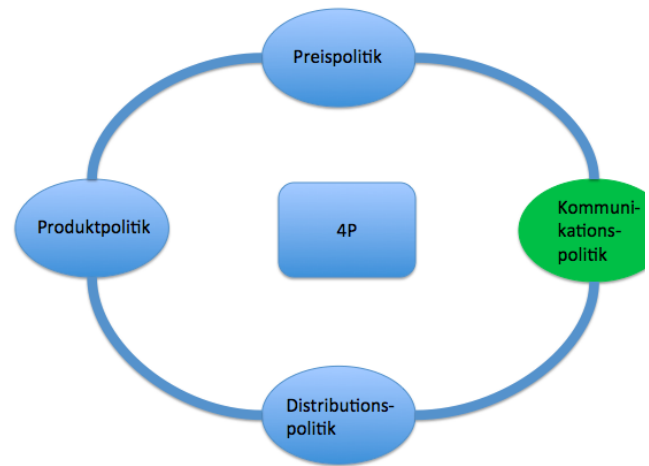 Preispolitik
Produktpolitik
4P
Kommuni-
kations-
politik
Distributions-
politik